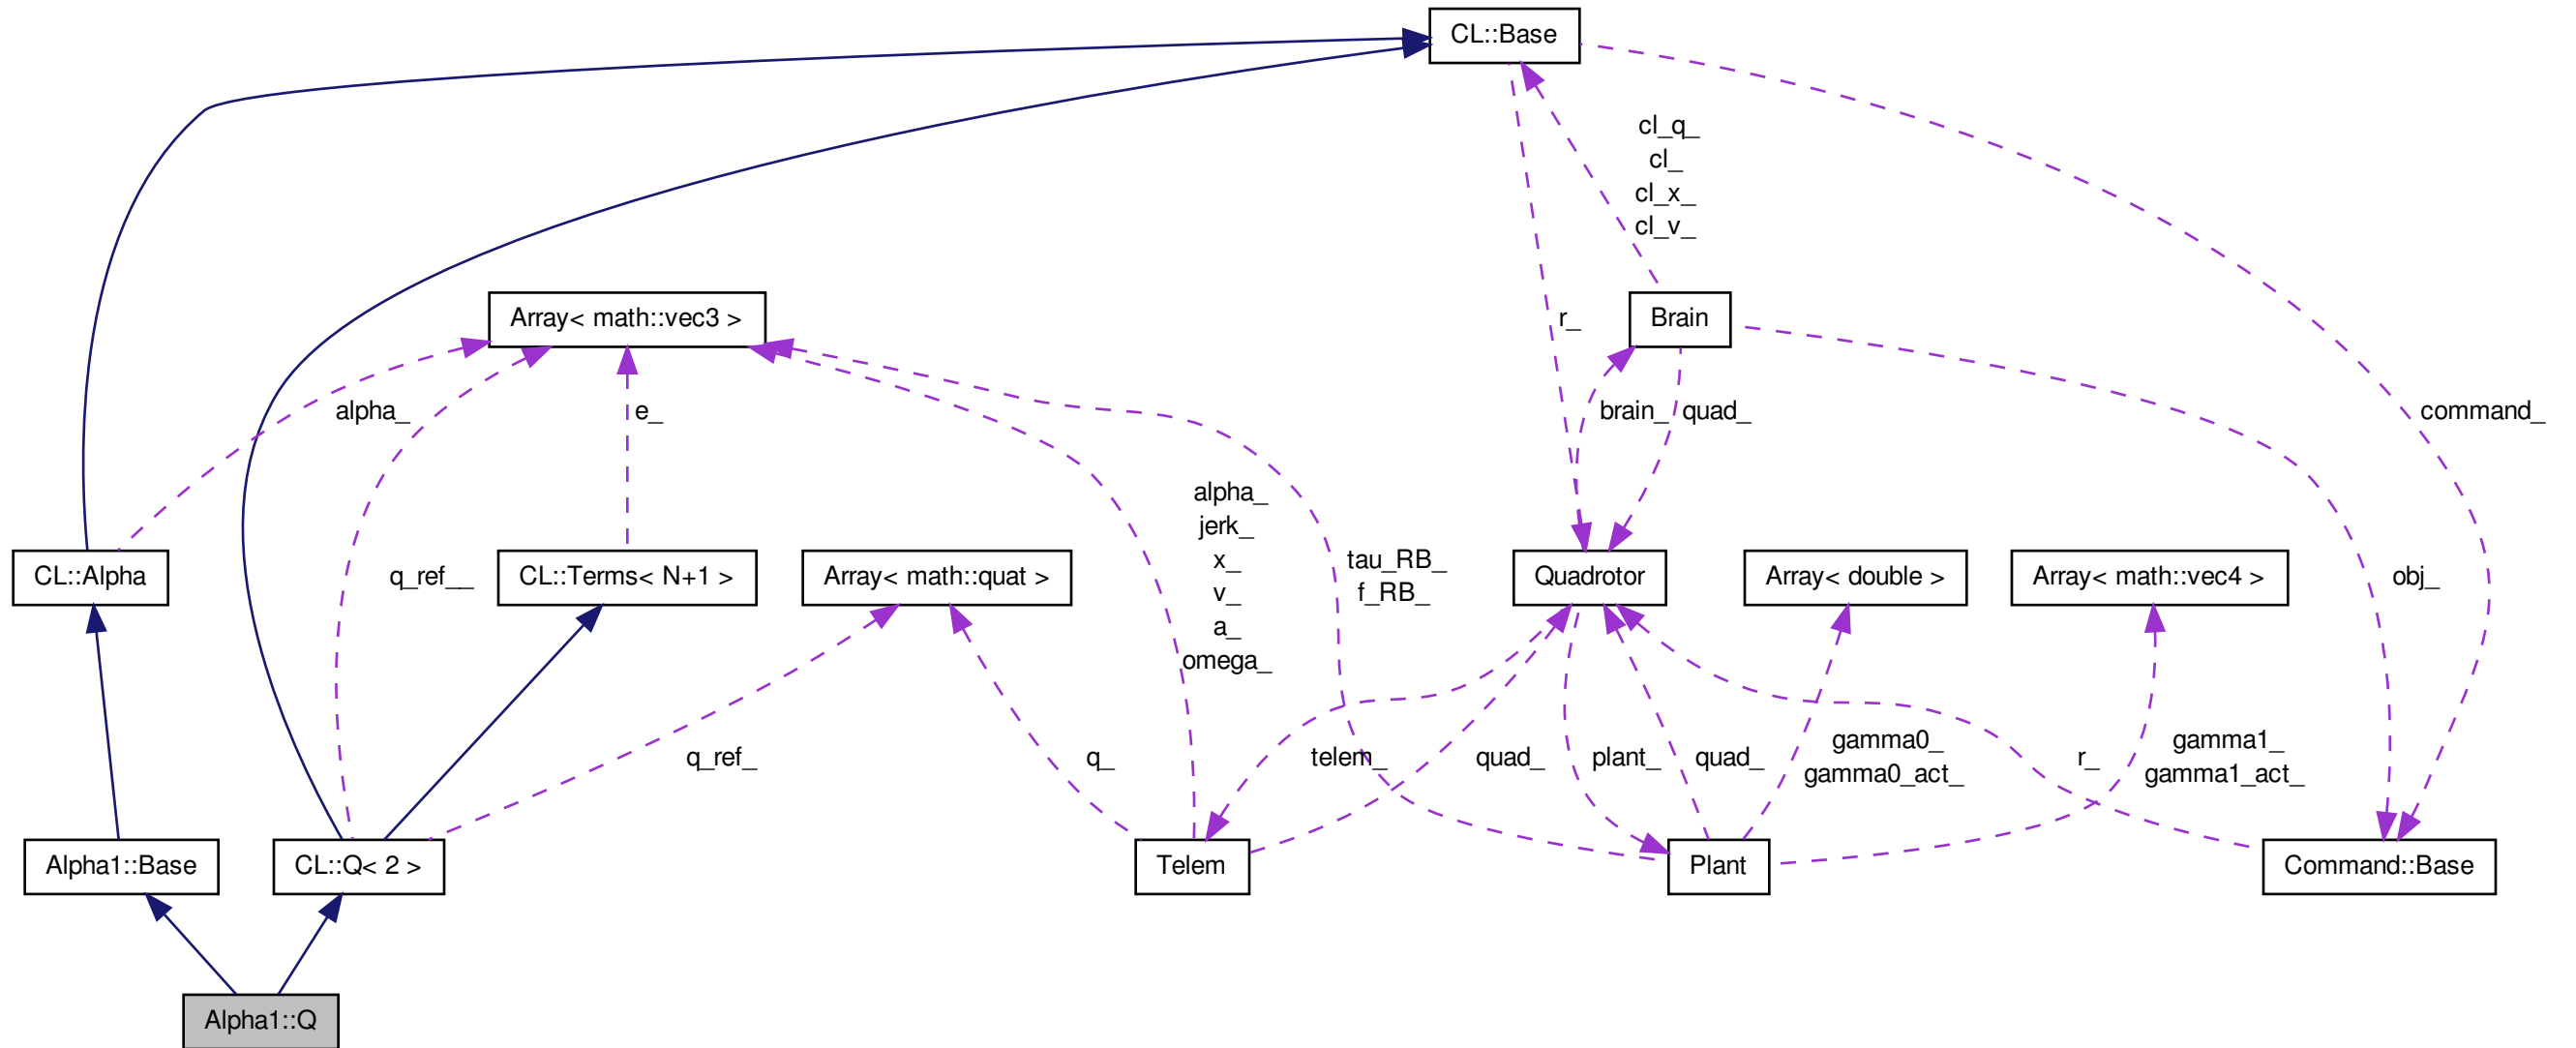 CL::Base
cl_q_
cl_
cl_x_
cl_v_
Array< math::vec3 >
r_
Brain
alpha_
e_
brain_
quad_
command_
alpha_
jerk_
x_
v_
a_
omega_
tau_RB_
f_RB_
CL::Alpha
q_ref__
CL::Terms< N+1 >
Array< math::quat >
Quadrotor
Array< double >
Array< math::vec4 >
obj_
q_ref_
q_
telem_
quad_
plant_
quad_
gamma0_
gamma0_act_
gamma1_
gamma1_act_
r_
Alpha1::Base
CL::Q< 2 >
Telem
Plant
Command::Base
Alpha1::Q